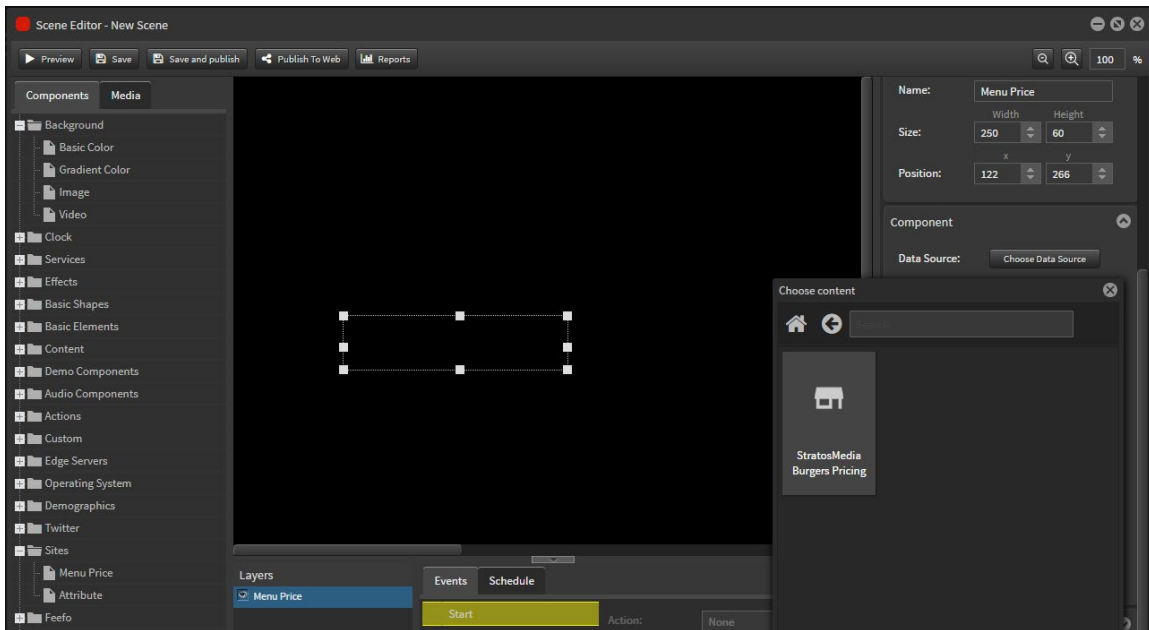 Scene Editor - New Scene
Preview Save Save and publish Publish To Web Reports 100 %
Components Media
Background
Basic Color
Gradient Color
Image
Video
Clock
Services
Effects
Basic Shapes
Basic Elements
Content
Demo Components
Audio Components
Actions
Custom
Edge Servers
Operating System
Demographics
Twitter
Sites
Menu Price
Attribute
Feefo
Layers
Menu Price
Events Schedule
Start
Action: None
Name: Menu Price
Width Height
Size: 250 60
x y
Position: 122 266
Component
Data Source: Choose Data Source
Choose content
Search
StratosMedia
Burgers Pricing